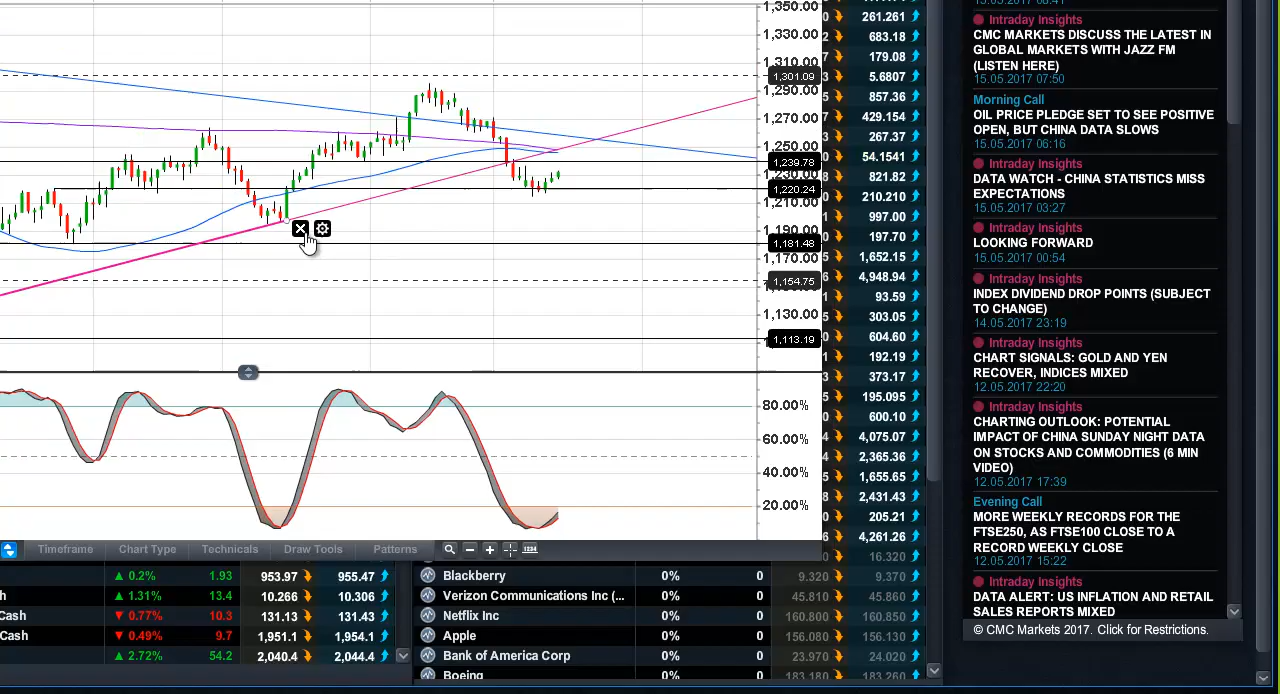 1,350.00
1,330.00
1,310.00
1,301.09
1,290.00
1,270.00
1,250.00
1,239.78
1,230.00
1,220.24
1,210.00
1,190.00
1,181.48
1,170.00
1,154.75
1,130.00
1,113.19
80.00%
60.00%
40.00%
20.00%
Timeframe Chart Type Technicals Draw Tools Patterns 1234
261.261
683.18
179.08
5.6807
857.36
429.154
267.37
54.1541
821.82
210.210
997.00
197.70
1,652.15
4,948.94
93.59
303.05
604.60
192.19
373.17
195.095
600.10
4,075.07
2,365.36
1,655.65
2,431.43
205.21
4,261.26
16.320
0.2% 1.93 953.97 955.47
h 1.31% 13.4 10.266 10.306
Cash 0.77% 10.3 131.13 131.43
Cash 0.49% 9.7 1,951.1 1,954.1
2.72% 54.2 2,040.4 2,044.4
Blackberry 0% 0 9.320 9.370
Verizon Communications Inc (... 0% 0 45.810 45.860
Netflix Inc 0% 0 160.800 160.850
Apple 0% 0 156.080 156.130
Bank of America Corp 0% 0 23.970 24.020
Boeing 0% 0 183.180 183.260
15.05.2017 08:41
Intraday Insights
CMC MARKETS DISCUSS THE LATEST IN
GLOBAL MARKETS WITH JAZZ FM
(LISTEN HERE)
15.05.2017 07:50
Morning Call
OIL PRICE PLEDGE SET TO SEE POSITIVE
OPEN, BUT CHINA DATA SLOWS
15.05.2017 06:16
Intraday Insights
DATA WATCH - CHINA STATISTICS MISS
EXPECTATIONS
15.05.2017 03:27
Intraday Insights
LOOKING FORWARD
15.05.2017 00:54
Intraday Insights
INDEX DIVIDEND DROP POINTS (SUBJECT
TO CHANGE)
14.05.2017 23:19
Intraday Insights
CHART SIGNALS: GOLD AND YEN
RECOVER, INDICES MIXED
12.05.2017 22:20
Intraday Insights
CHARTING OUTLOOK: POTENTIAL
IMPACT OF CHINA SUNDAY NIGHT DATA
ON STOCKS AND COMMODITIES (6 MIN
VIDEO)
12.05.2017 17:39
Evening Call
MORE WEEKLY RECORDS FOR THE
FTSE250, AS FTSE100 CLOSE TO A
RECORD WEEKLY CLOSE
12.05.2017 15:22
Intraday Insights
DATA ALERT: US INFLATION AND RETAIL
SALES REPORTS MIXED
© CMC Markets 2017. Click for Restrictions.